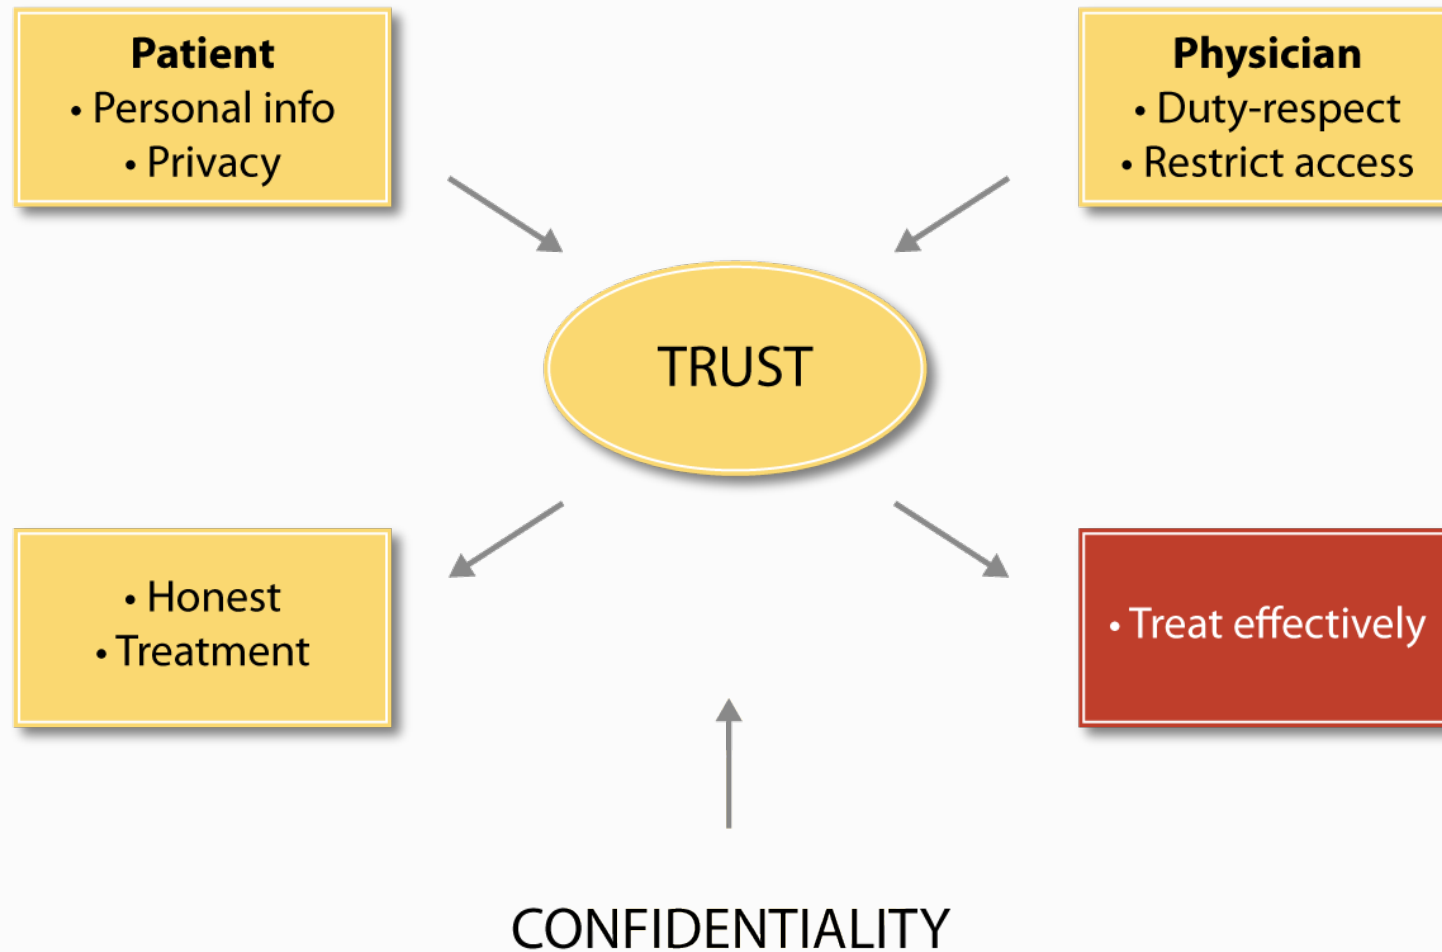 Patient
• Personal info
• Privacy
Physician
• Duty-respect
• Restrict access
TRUST
• Honest
• Treatment
• Treat effectively
CONFIDENTIALITY